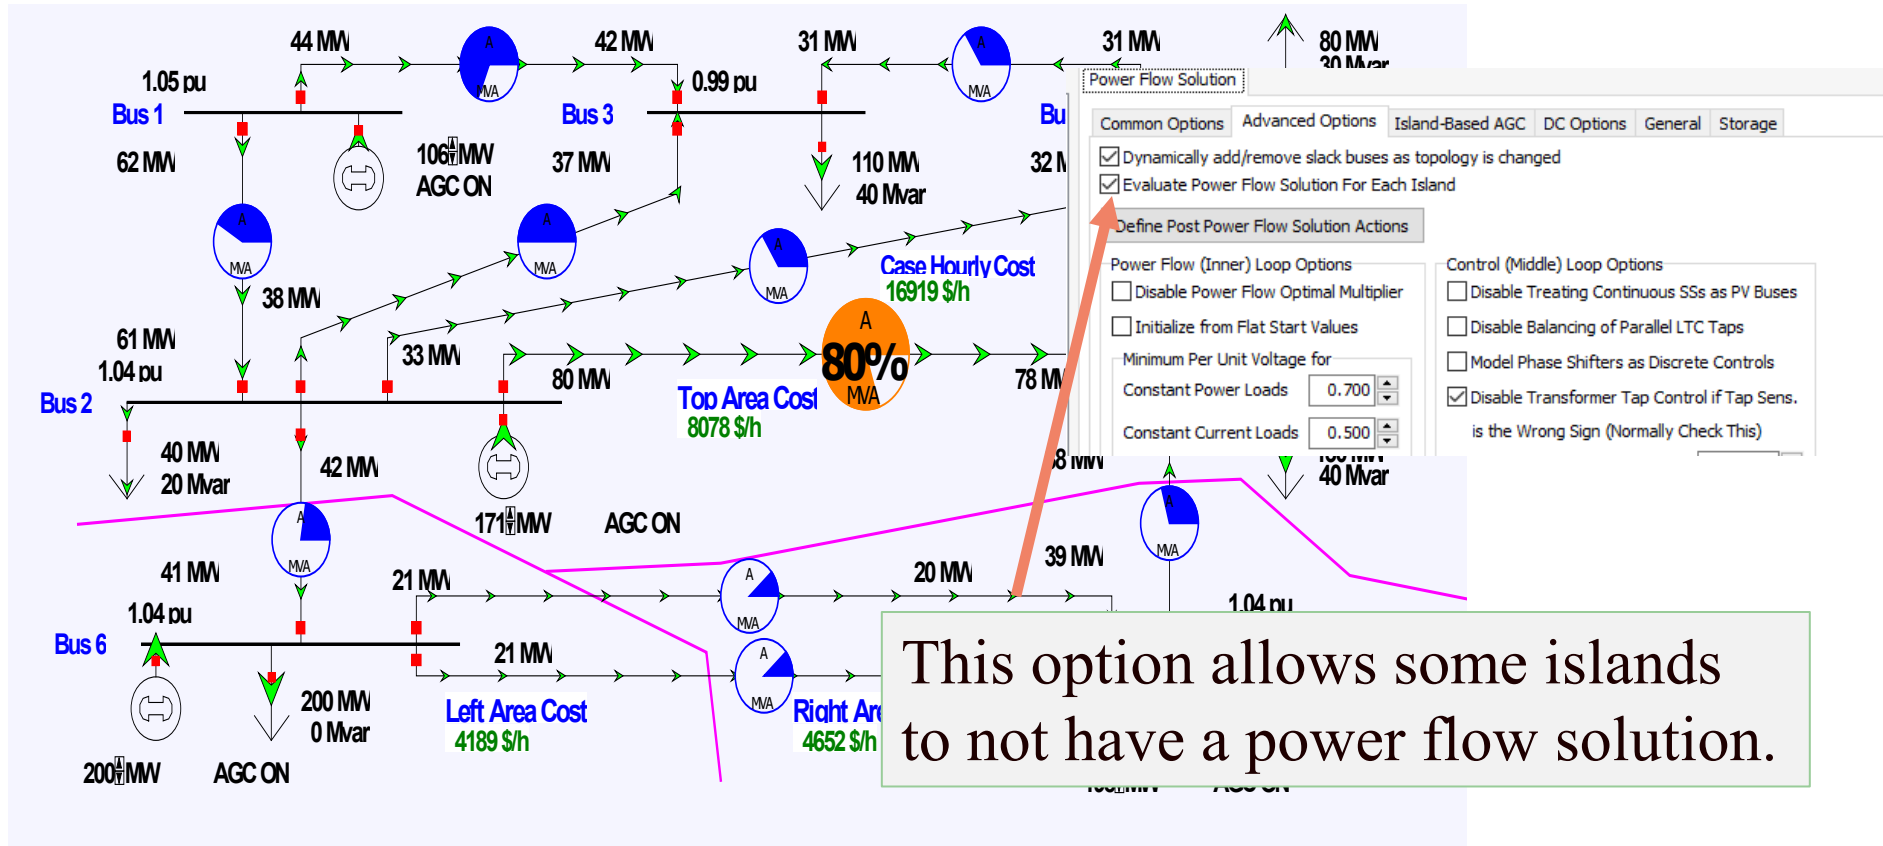 44 MW
42 MW
31 MW
31 MW
80 MW
30 Mvar
A
MVA
A
MVA
1.05 pu
0.99 pu
Bus 1
Bus 3
Power Flow Solution
Common Options
Advanced Options
Island-Based AGC
DC Options
General
Storage
Dynamically add/remove slack buses as topology is changed
Evaluate Power Flow Solution For Each Island
Define Post Power Flow Solution Actions
Power Flow (Inner) Loop Options
Disable Power Flow Optimal Multiplier
Initialize from Flat Start Values
Minimum Per Unit Voltage for
Constant Power Loads
0.700
Constant Current Loads
0.500
Control (Middle) Loop Options
Disable Treating Continuous SSs as PV Buses
Disable Balancing of Parallel LTC Taps
Model Phase Shifters as Discrete Controls
Disable Transformer Tap Control if Tap Sens.
is the Wrong Sign (Normally Check This)
62 MW
106 MW
AGC ON
37 MW
110 MW
40 Mvar
A
MVA
A
MVA
A
MVA
38 MW
Case Hourly Cost
16919 $/h
61 MW
1.04 pu
33 MW
A
80%
MVA
80 MW
Bus 2
Top Area Cost
8078 $/h
40 MW
20 Mvar
42 MW
40 Mvar
171 MW
AGC ON
A
MVA
A
MVA
41 MW
21 MW
20 MW
39 MW
A
MVA
1.04 pu
1.04 pu
Bus 6
21 MW
A
MVA
200 MW
0 Mvar
Left Area Cost
4189 $/h
4652 $/h
200 MW
AGC ON
This option allows some islands
to not have a power flow solution.